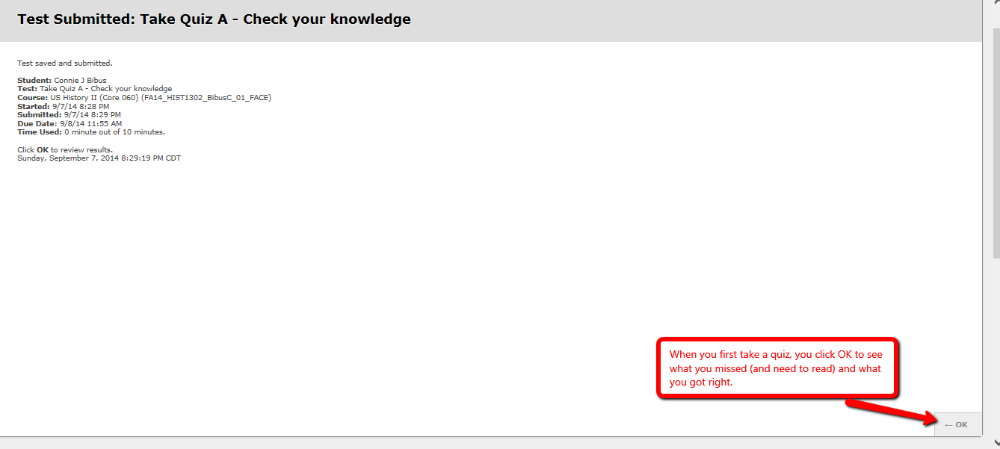 Test Submitted: Take Quiz A - Check your knowledge
Test saved and submitted.
Student: Connie J Bibus
Test: Take Quiz A - Check your knowledge
Course: US History II (Core 060) (FA14_HIST1302_BibusC_01_FACE)
Started: 9/7/14 8:28 PM
Submitted: 9/7/14 8:29 PM
Due Date: 9/8/14 11:55 AM
Time Used: 0 minute out of 10 minutes.
Click OK to review results.
Sunday, September 7, 2014 8:29:19 PM CDT
When you first take a quiz, you click OK to see
what you missed (and need to read) and what
you got right.
← OK